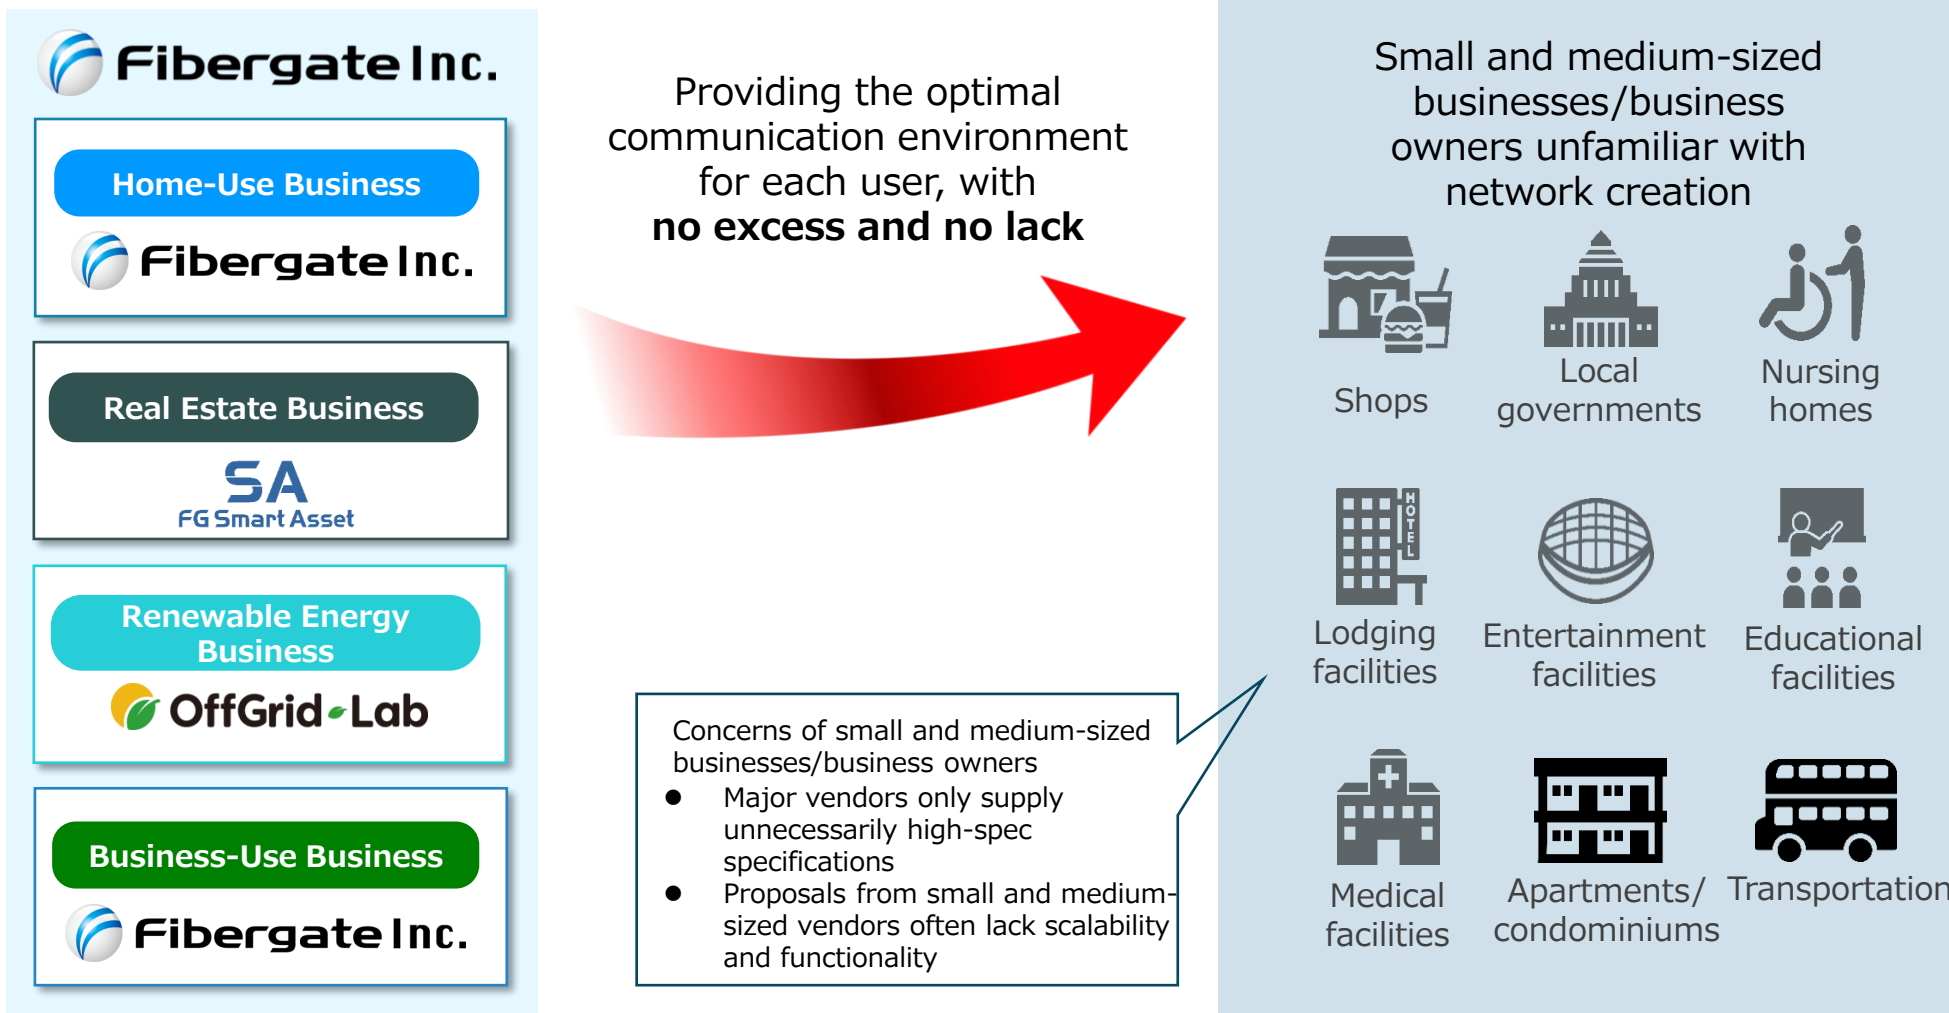 Fibergate Inc.
Home-Use Business
Fibergate Inc.
Real Estate Business
SA
FG Smart Asset
Renewable Energy
Business
OffGrid Lab
Business-Use Business
Fibergate Inc.
Providing the optimal
communication environment
for each user, with
no excess and no lack
Concerns of small and medium-sized
businesses/business owners
● Major vendors only supply
unnecessarily high-spec
specifications
● Proposals from small and medium-
sized vendors often lack scalability
and functionality
Small and medium-sized
businesses/business
owners unfamiliar with
network creation
Shops
Local
governments
Nursing
homes
HOTEL
Lodging
facilities
Entertainment
facilities
Educational
facilities
Medical
facilities
Apartments/
condominiums
Transportation